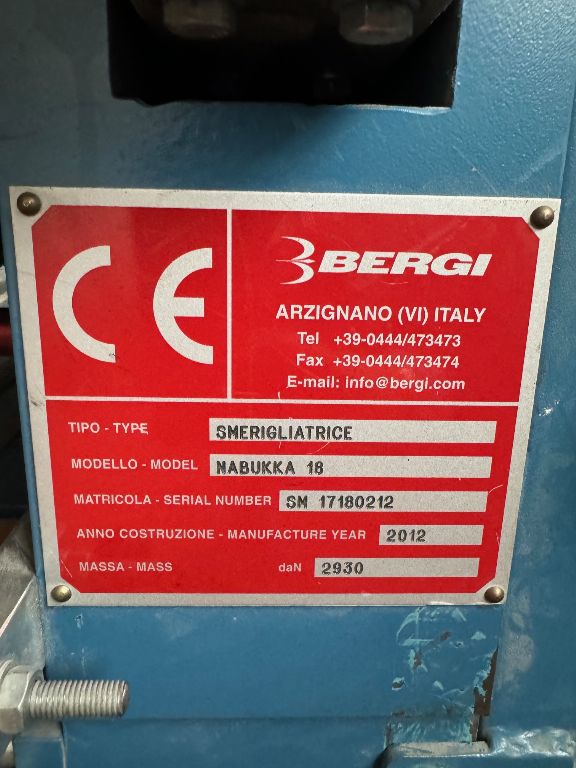 CE
BERGI
ARZIGNANO (VI) ITALY
Tel +39-0444/473473
Fax +39-0444/473474
E-mail: info@bergi.com
TIPO - TYPE SMERIGLIATRICE
MODELLO - MODEL NABUKKA 18
MATRICOLA - SERIAL NUMBER SM 17180212
ANNO COSTRUZIONE - MANUFACTURE YEAR 2012
MASSA - MASS daN 2930